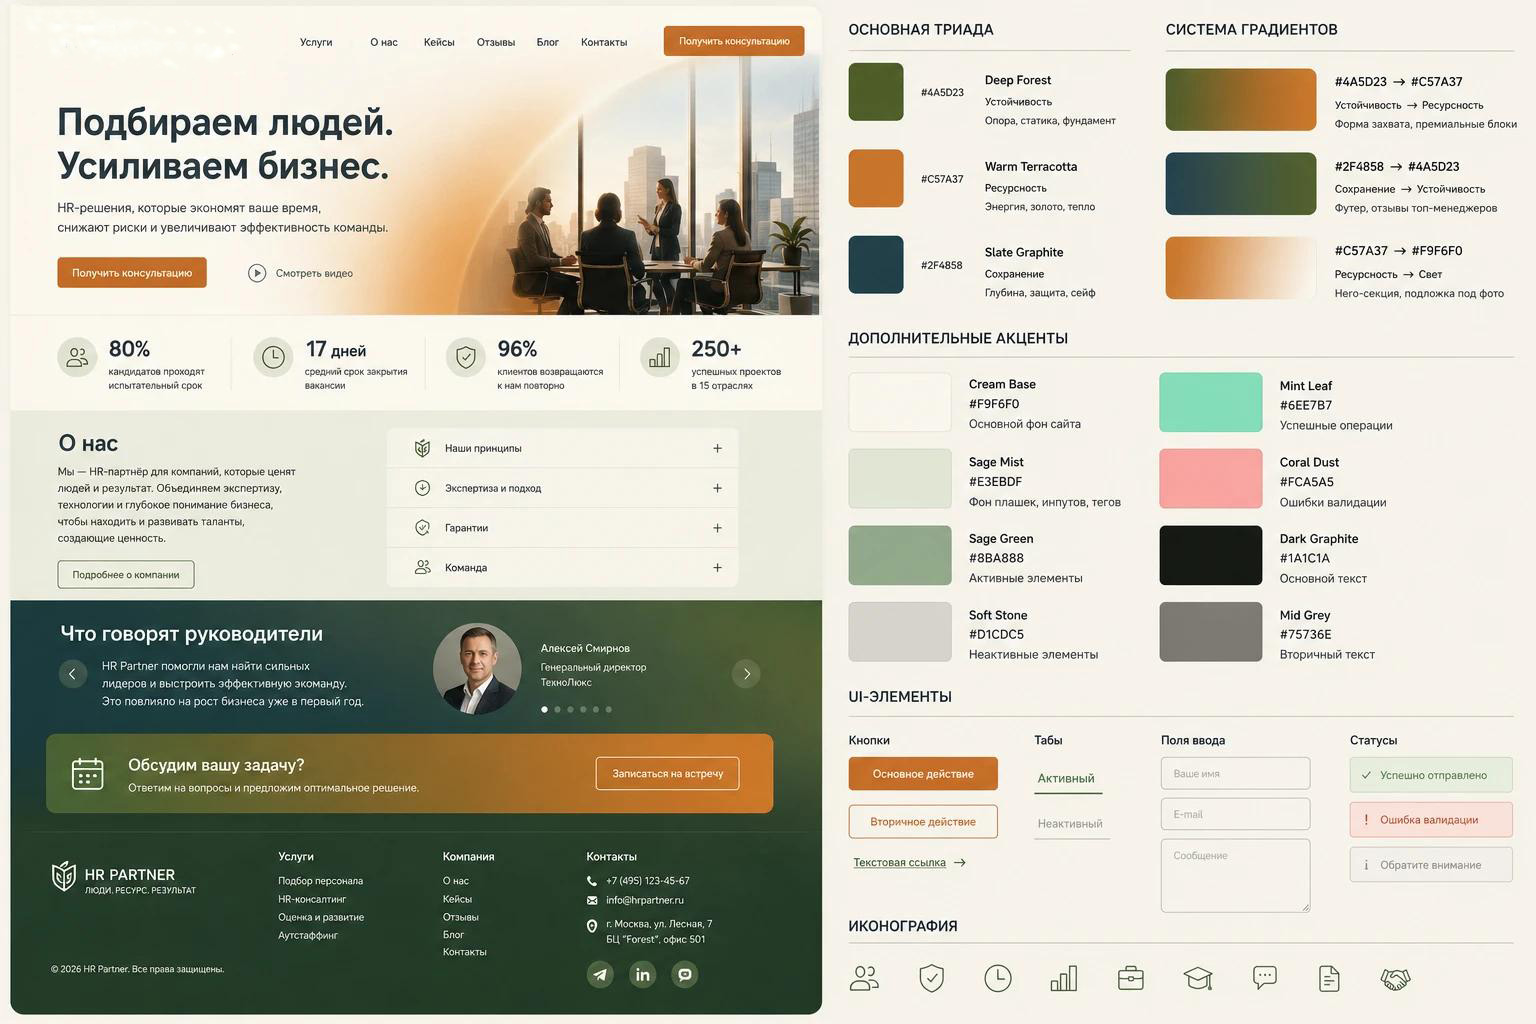 Услуги
О нас
Кейсы
Отзывы
Блог
Контакты
Получить консультацию
Подбираем людей.
Усиливаем бизнес.
HR-решения, которые экономят ваше время,
снижают риски и увеличивают эффективность команды.
Получить консультацию
Смотреть видео
80%
кандидатов проходят
испытательный срок
17 дней
средний срок закрытия
вакансии
96%
клиентов возвращаются
к нам повторно
250+
успешных проектов
в 15 отраслях
О нас
Мы — HR-партнёр для компаний, которые ценят
людей и результат. Объединяем экспертизу,
технологии и глубокое понимание бизнеса,
чтобы находить и развивать таланты,
создающие ценность.
Подробнее о компании
Наши принципы
Экспертиза и подход
Гарантии
Команда
Что говорят руководители
HR Partner помогли нам найти сильных
лидеров и выстроить эффективную экоманду.
Это повлияло на рост бизнеса уже в первый год.
Алексей Смирнов
Генеральный директор
ТехноЛюкс
Обсудим вашу задачу?
Ответим на вопросы и предложим оптимальное решение.
Записаться на встречу
HR PARTNER
ЛЮДИ. РЕСУРС. РЕЗУЛЬТАТ
Услуги
Подбор персонала
HR-консалтинг
Оценка и развитие
Аутстаффинг
Компания
О нас
Кейсы
Отзывы
Блог
Контакты
Контакты
+7 (495) 123-45-67
info@hrpartner.ru
г. Москва, ул. Лесная, 7
БЦ "Forest", офис 501
in
© 2026 HR Partner. Все права защищены.
ОСНОВНАЯ ТРИАДА
#4A5D23
Deep Forest
Устойчивость
Опора, статика, фундамент
#C57A37
Warm Terracotta
Ресурсность
Энергия, золото, тепло
#2F4858
Slate Graphite
Сохранение
Глубина, защита, сейф
СИСТЕМА ГРАДИЕНТОВ
#4A5D23 → #C57A37
Устойчивость → Ресурсность
Форма захвата, премиальные блоки
#2F4858 → #4A5D23
Сохранение → Устойчивость
Футер, отзывы топ-менеджеров
#C57A37 → #F9F6F0
Ресурсность → Свет
Него-секция, подложка под фото
ДОПОЛНИТЕЛЬНЫЕ АКЦЕНТЫ
Cream Base
#F9F6F0
Основной фон сайта
Sage Mist
#E3EBDF
Фон плашек, инпутов, тегов
Sage Green
#8BA888
Активные элементы
Soft Stone
#D1CDC5
Неактивные элементы
Mint Leaf
#6EE7B7
Успешные операции
Coral Dust
#FCA5A5
Ошибки валидации
Dark Graphite
#1A1C1A
Основной текст
Mid Grey
#75736E
Вторичный текст
UI-ЭЛЕМЕНТЫ
Кнопки
Основное действие
Вторичное действие
Текстовая ссылка →
Табы
Активный
Неактивный
Поля ввода
Ваше имя
E-mail
Сообщение
Статусы
Успешно отправлено
! Ошибка валидации
i Обратите внимание
ИКОНОГРАФИЯ